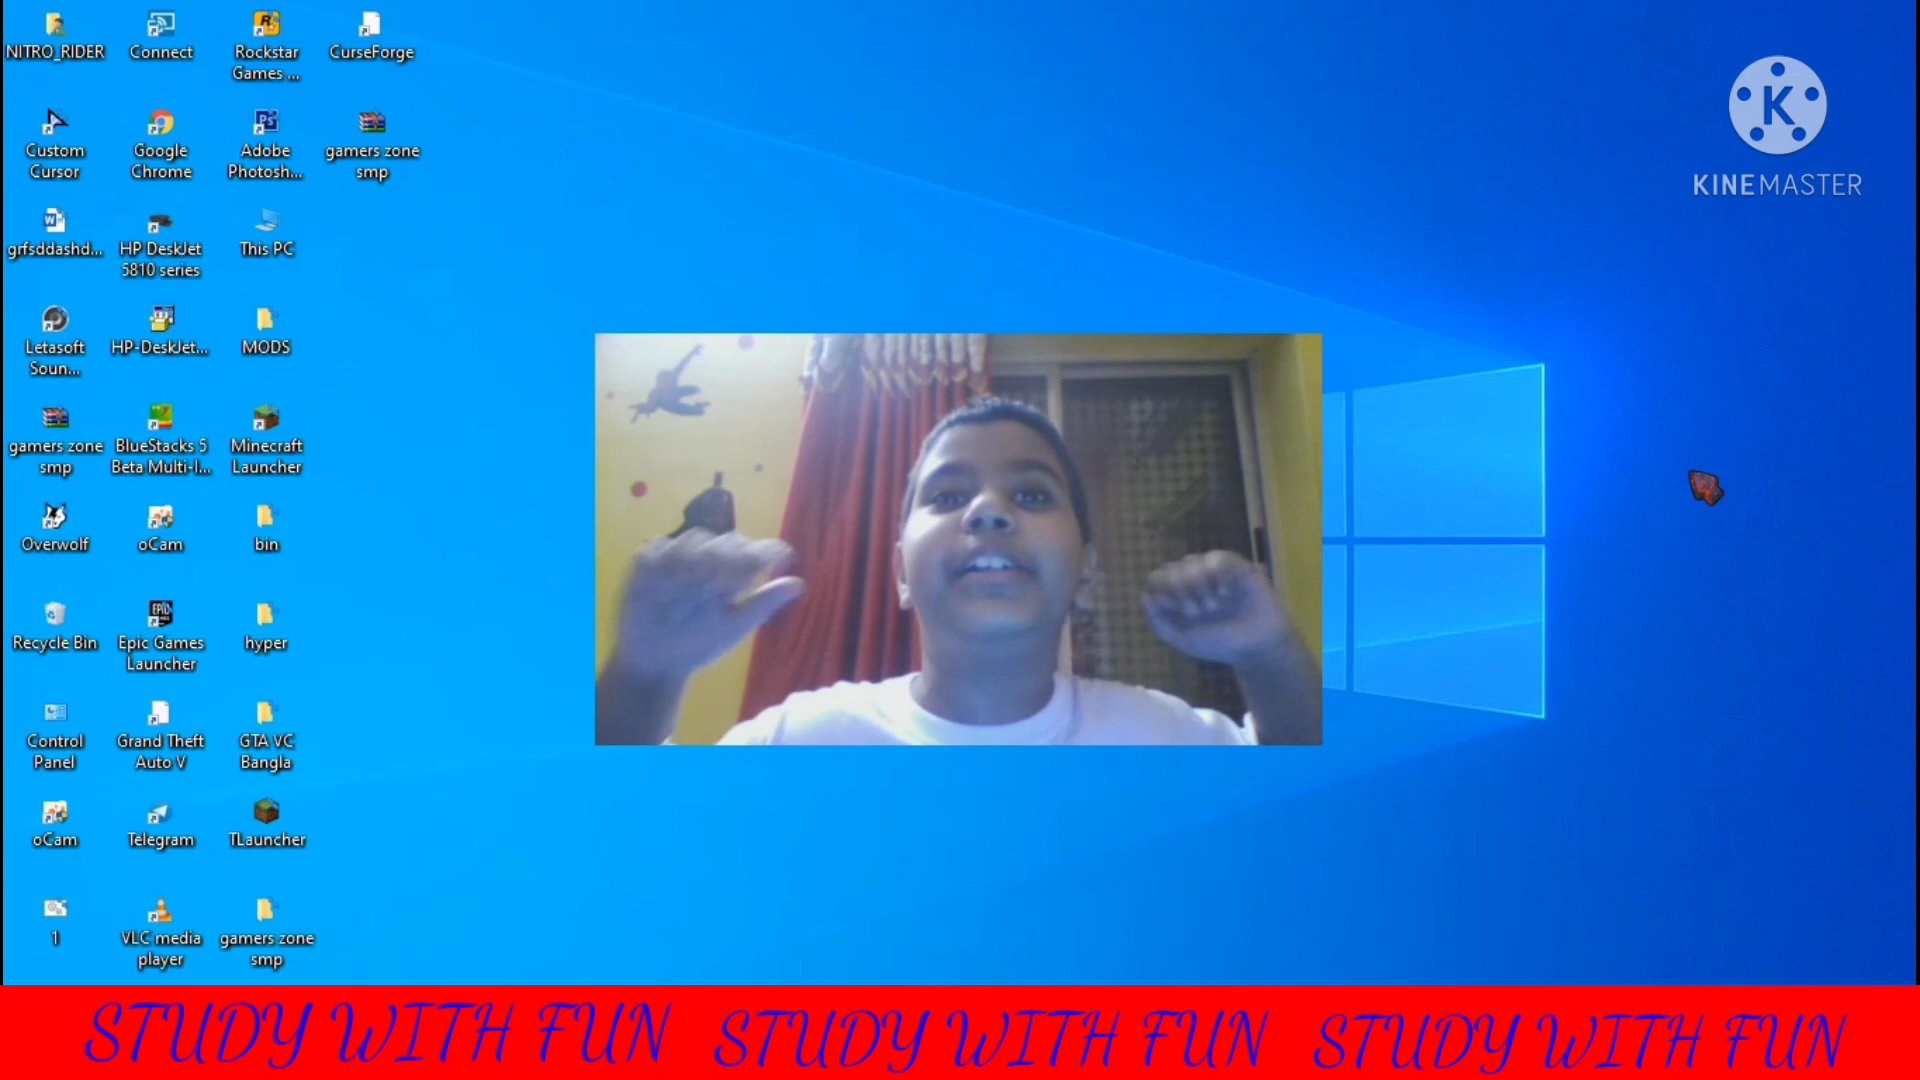 NITRO_RIDER
Connect
Rockstar
Games ...
CurseForge
Custom
Cursor
Google
Chrome
Adobe
Photosh...
gamers zone
smp
grfsddashd...
HP DeskJet
5810 series
This PC
Letasoft
Soun...
HP-DeskJet...
MODS
gamers zone
smp
BlueStacks 5
Beta Multi-I...
Minecraft
Launcher
Overwolf
oCam
bin
Recycle Bin
Epic Games
Launcher
hyper
Control
Panel
Grand Theft
Auto V
GTA VC
Bangla
oCam
Telegram
TLauncher
1
VLC media
player
gamers zone
smp
K
KINEMASTER
STUDY WITH FUN STUDY WITH FUN STUDY WITH FUN